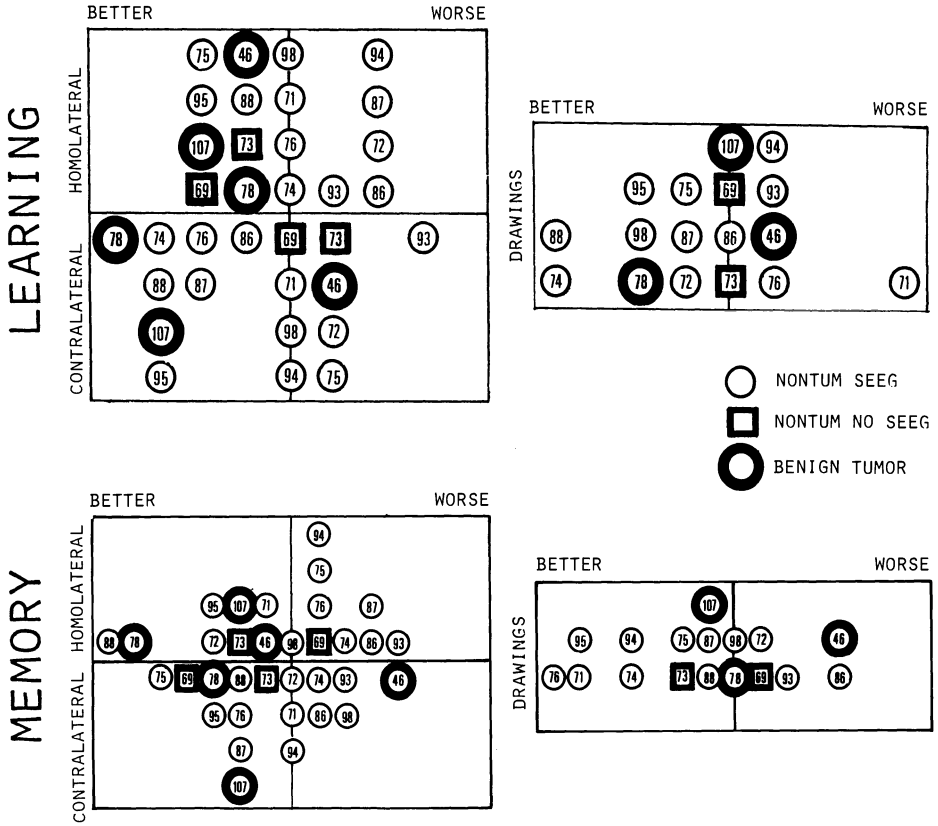 BETTER WORSE
LEARNING
HOMOLATERAL
75 46 98 94
95 88 71 87
107 73 76 72
69 78 74 93 86
CONTRALATERAL
78 74 76 86 69 73 93
88 87 71 46
107 98 72
95 94 75
BETTER WORSE
DRAWINGS
107 94
95 75 69 93
88 98 87 86 46
74 78 72 73 76 71
NONTUM SEEG
NONTUM NO SEEG
BENIGN TUMOR
BETTER WORSE
MEMORY
HOMOLATERAL
94
75
95 107 71 76 87
88 78 72 73 46 98 69 74 86 93
CONTRALATERAL
75 69 78 88 73 72 74 93 46
95 76 71 86 98
87 94
107
BETTER WORSE
DRAWINGS
107
95 94 75 87 98 72 46
76 71 74 73 88 78 69 93 86